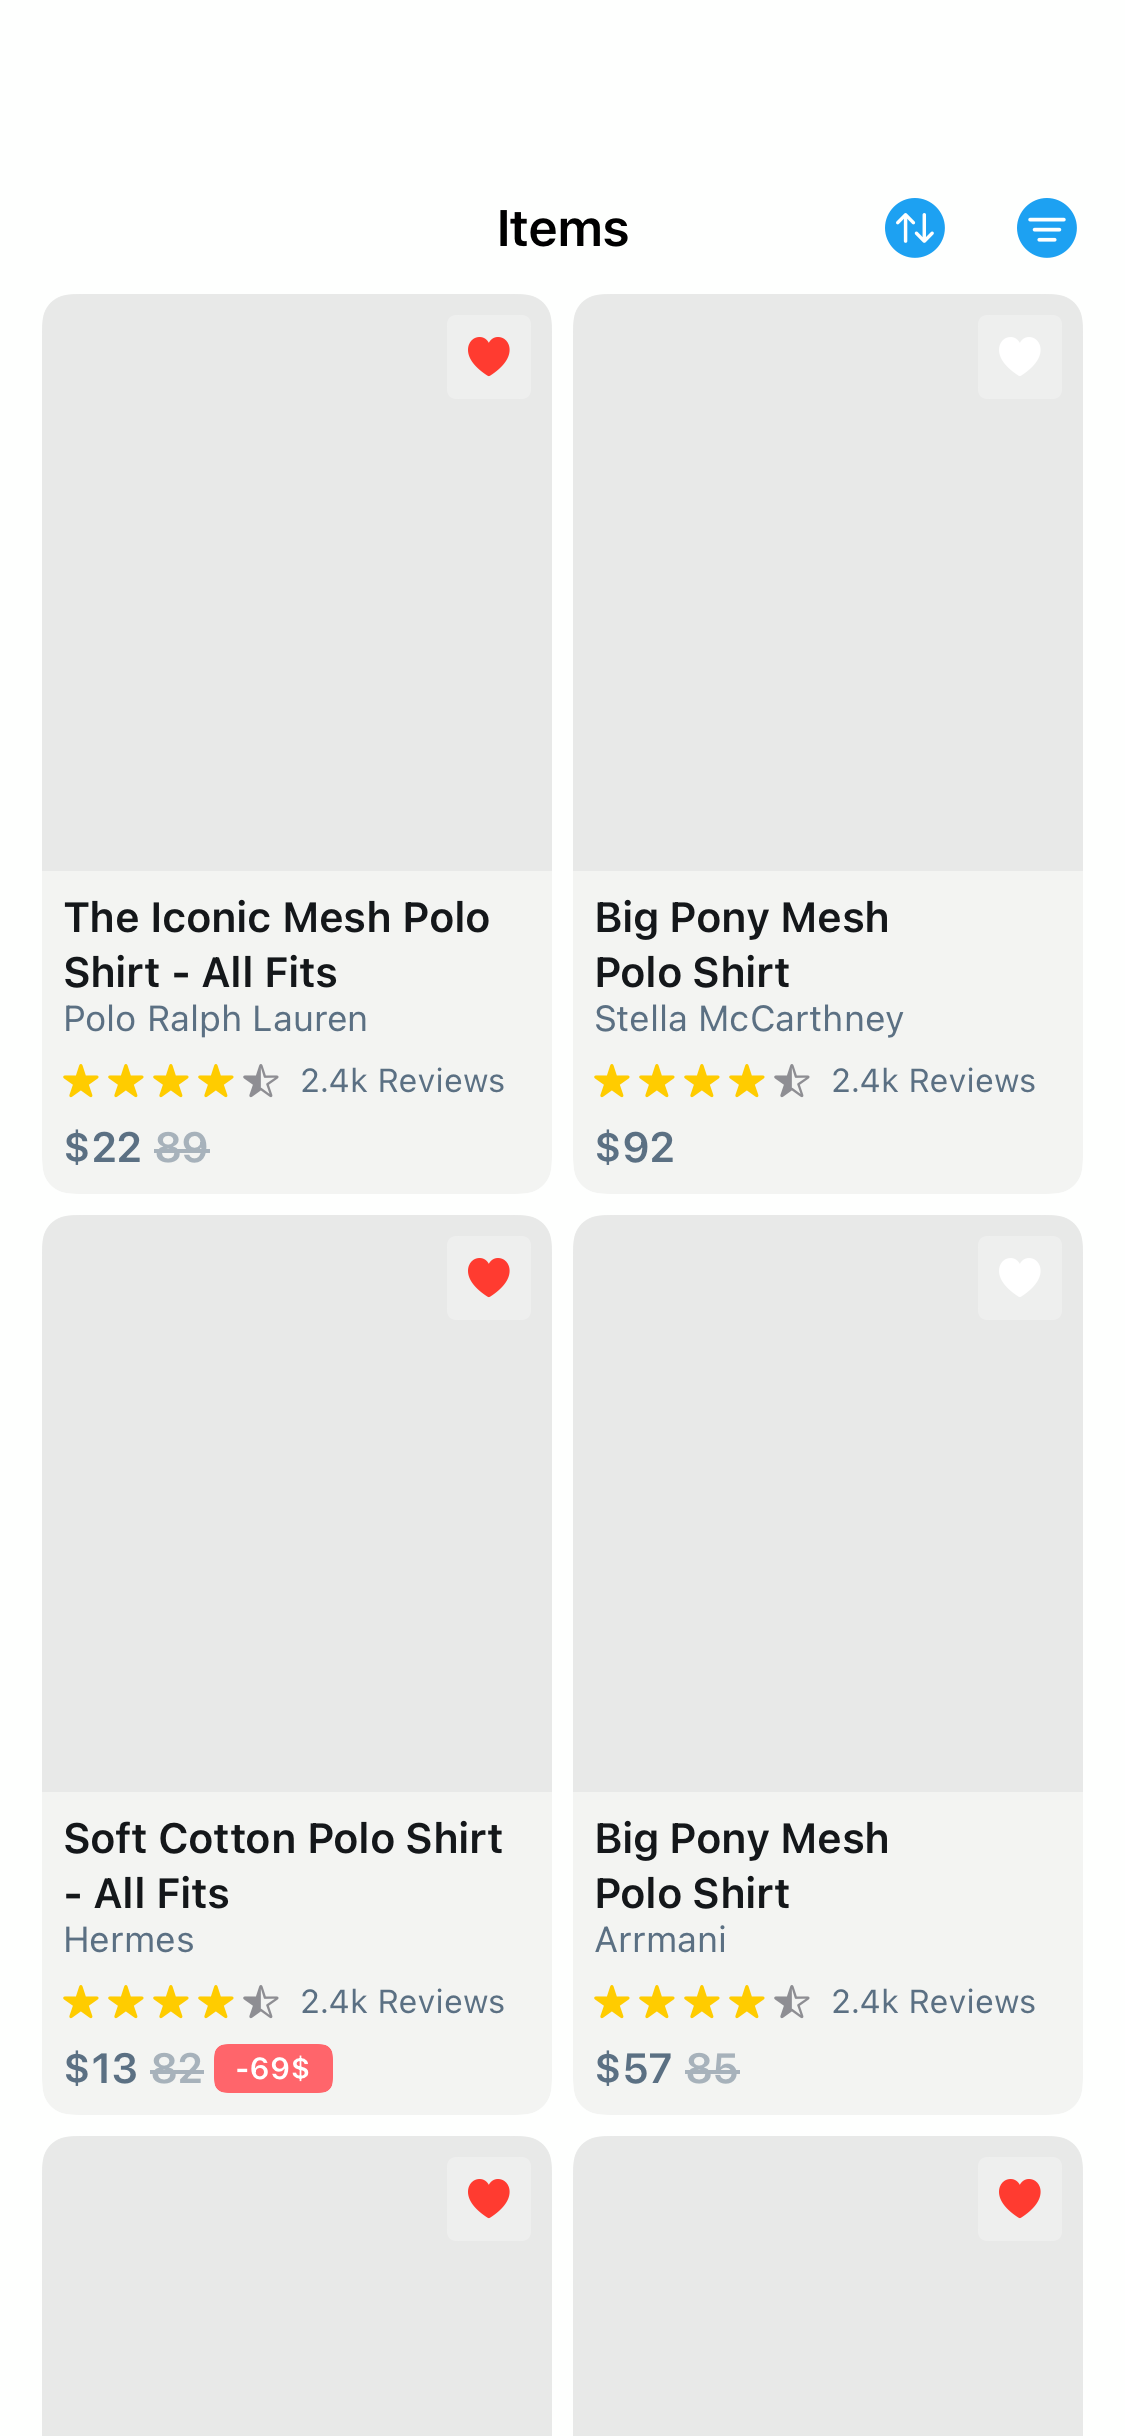 Items
The Iconic Mesh Polo
Shirt - All Fits
Polo Ralph Lauren
2.4k Reviews
$22 89
Big Pony Mesh
Polo Shirt
Stella McCarthney
2.4k Reviews
$92
Soft Cotton Polo Shirt
- All Fits
Hermes
2.4k Reviews
$13 82 -69$
Big Pony Mesh
Polo Shirt
Arrmani
2.4k Reviews
$57 85